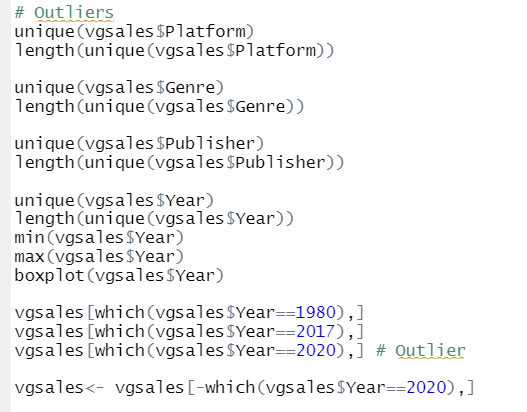 # Outliers
unique(vgsales$Platform)
length(unique(vgsales$Platform))
unique(vgsales$Genre)
length(unique(vgsales$Genre))
unique(vgsales$Publisher)
length(unique(vgsales$Publisher))
unique(vgsales$Year)
length(unique(vgsales$Year))
min(vgsales$Year)
max(vgsales$Year)
boxplot(vgsales$Year)
vgsales[which(vgsales$Year==1980),]
vgsales[which(vgsales$Year==2017),]
vgsales[which(vgsales$Year==2020),] # Outlier
vgsales<- vgsales[-which(vgsales$Year==2020),]